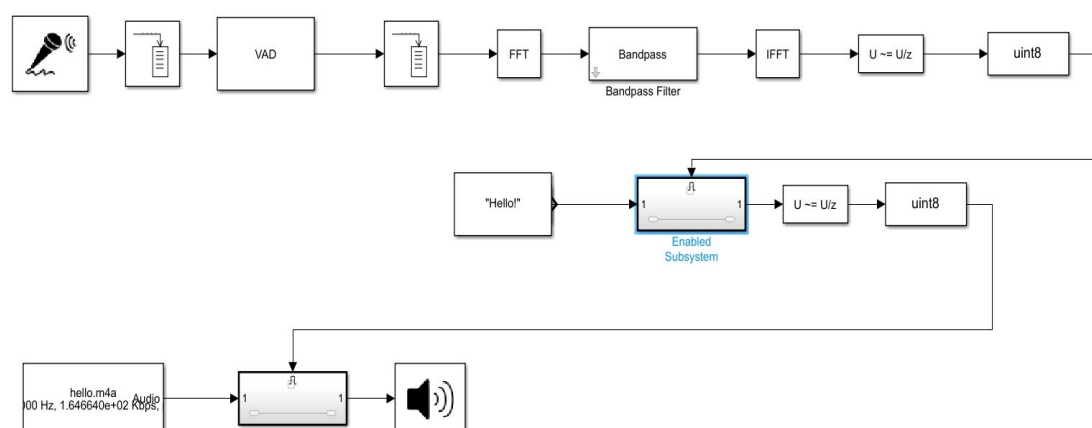 VAD
FFT
Bandpass
IFFT
U ~= U/z
uint8
Bandpass Filter
"Hello!"
1
1
U ~= U/z
uint8
Enabled
Subsystem
hello.m4a
Audio
000 Hz, 1.646640e+02 Kbps,
1
1